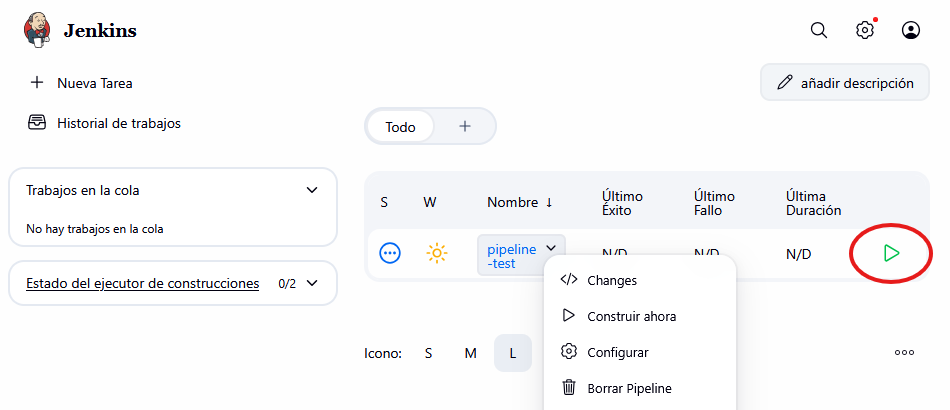 Jenkins
Nueva Tarea
añadir descripción
Historial de trabajos
Todo
+
Trabajos en la cola
No hay trabajos en la cola
S W Nombre ↓ Último Éxito Último Fallo Última Duración
pipeline
-test
N/D N/D N/D
Estado del ejecutor de construcciones 0/2
Changes
Construir ahora
Configurar
Borrar Pipeline
Icono: S M L